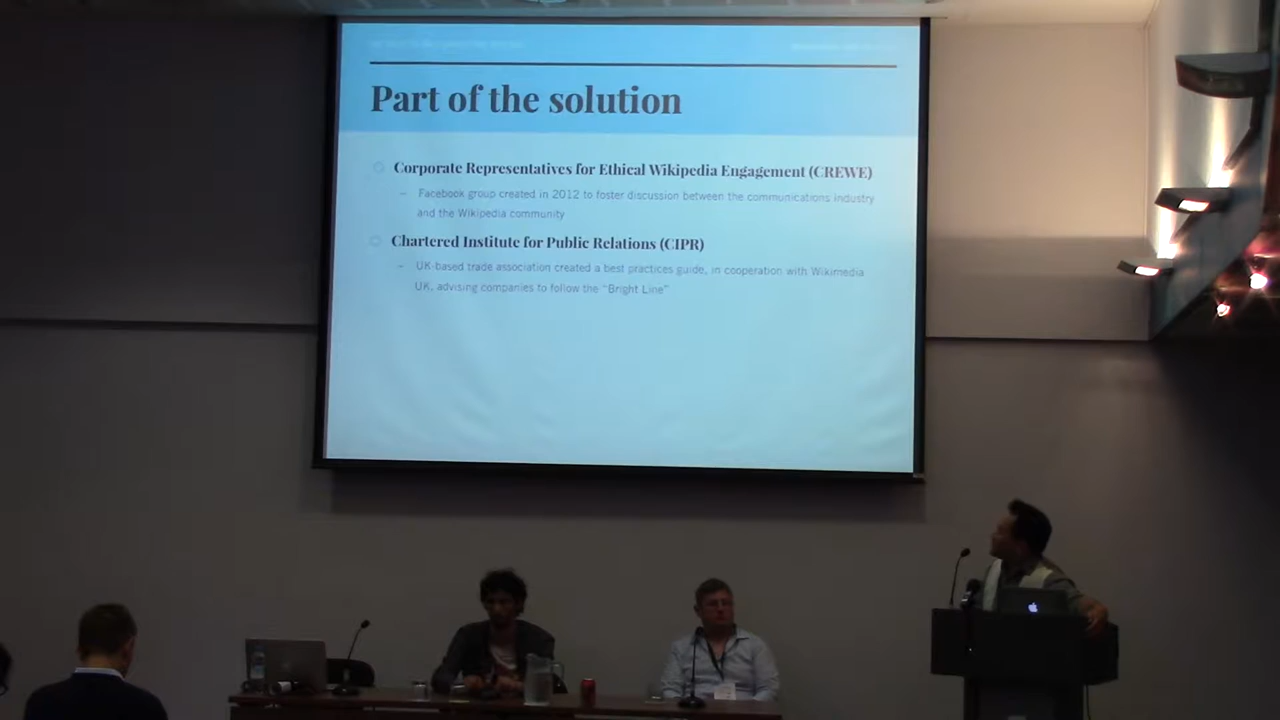 Part of the solution
Corporate Representatives for Ethical Wikipedia Engagement (CREWE)
– Facebook group created in 2012 to foster discussion between the communications industry
and the Wikipedia community
Chartered Institute for Public Relations (CIPR)
– UK-based trade association created a best practices guide, in cooperation with Wikimedia
UK, advising companies to follow the "Bright Line"